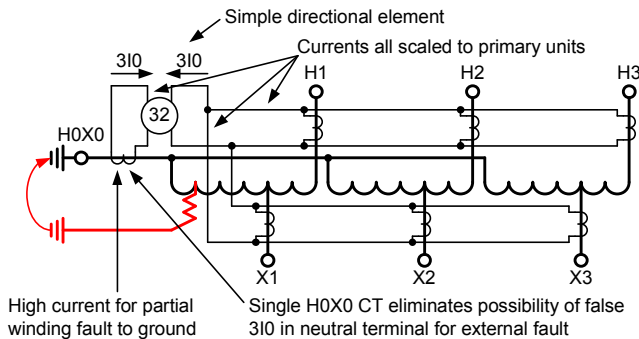 Simple directional element
Currents all scaled to primary units
3I0 3I0
H1 H2 H3
32
H0X0
X1 X2 X3
High current for partial
winding fault to ground
Single H0X0 CT eliminates possibility of false
3I0 in neutral terminal for external fault